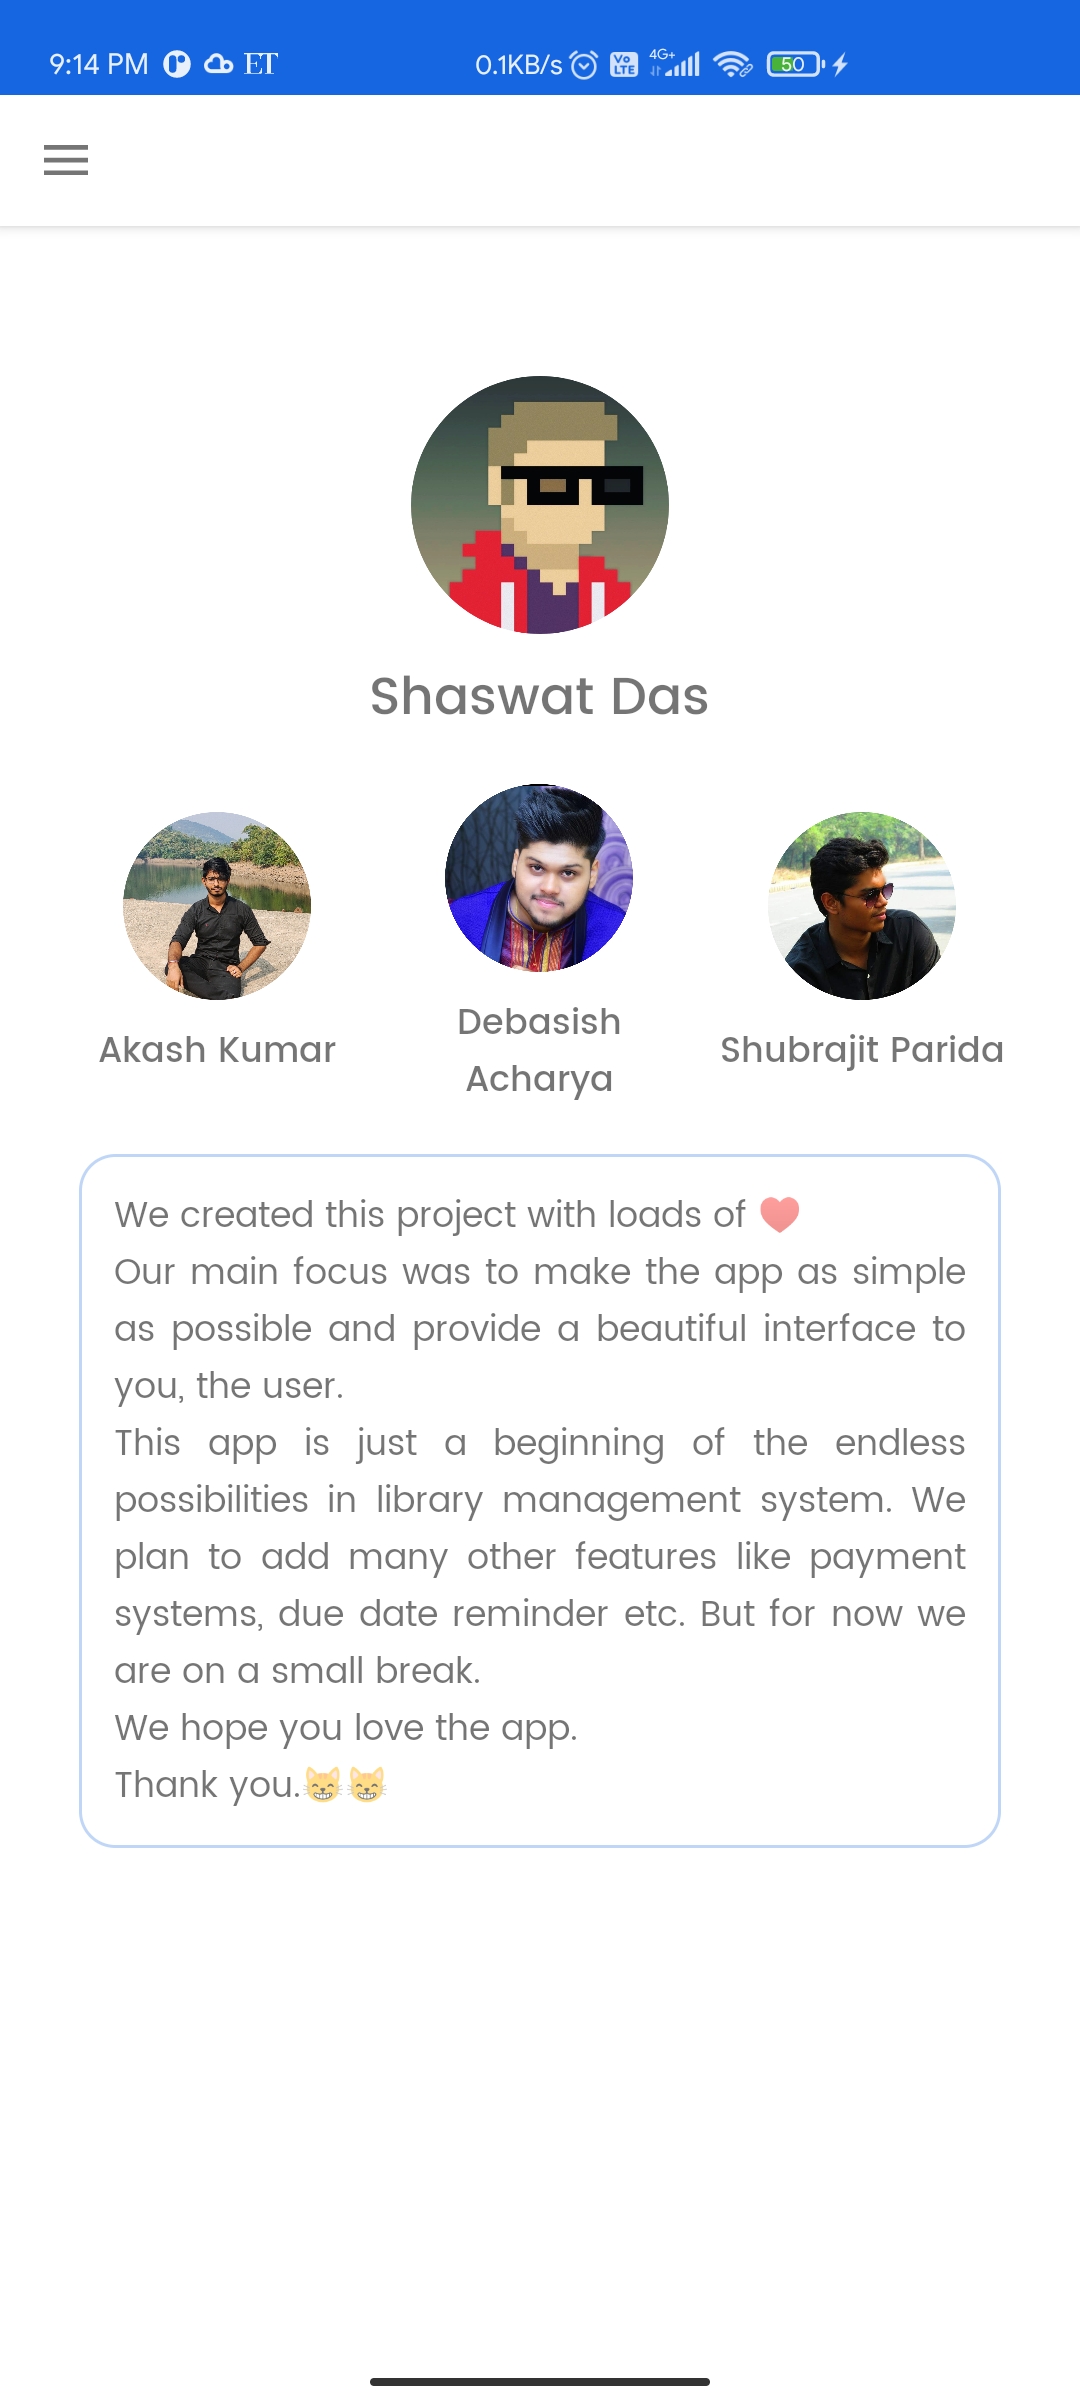 9:14 PM ET 0.1KB/s Vo LTE 4G+ 50
Shaswat Das
Akash Kumar
Debasish
Acharya
Shubrajit Parida
We created this project with loads of ❤
Our main focus was to make the app as simple
as possible and provide a beautiful interface to
you, the user.
This app is just a beginning of the endless
possibilities in library management system. We
plan to add many other features like payment
systems, due date reminder etc. But for now we
are on a small break.
We hope you love the app.
Thank you.😸😸